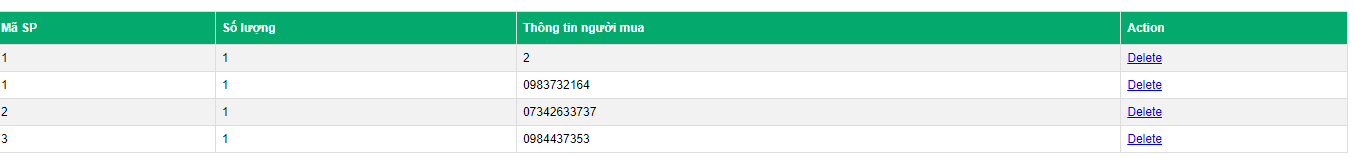 Mã SP Số lượng Thông tin người mua Action
1 1 2 Delete
1 1 0983732164 Delete
2 1 07342633737 Delete
3 1 0984437353 Delete